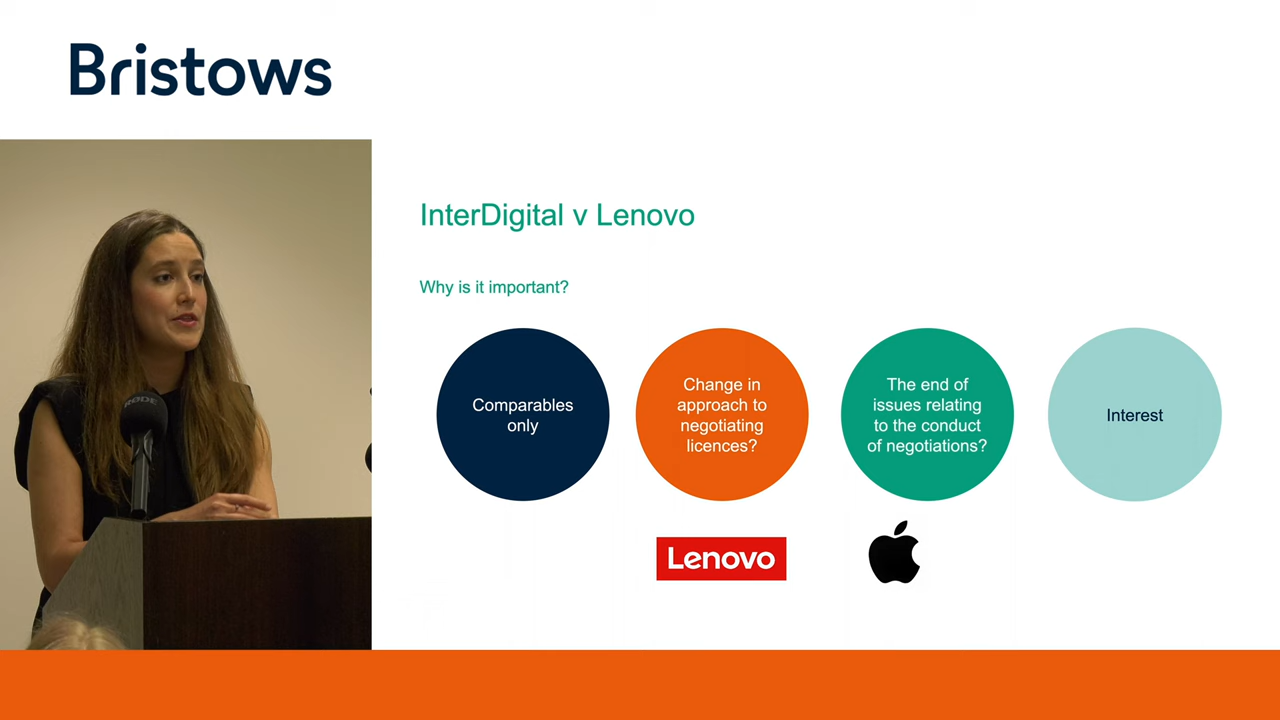 Bristows
InterDigital v Lenovo
Why is it important?
Comparables
only
Change in
approach to
negotiating
licences?
The end of
issues relating
to the conduct
of negotiations?
Interest
RØDE
Lenovo